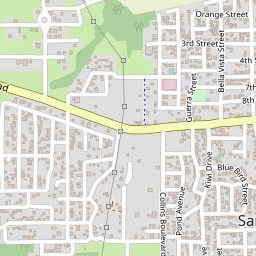 Orange Street
3rd Street
Bella Vista Street
4th S
7th
8th
Guerra Street
Kiwi Drive
Blue Bird Street
Collins Boulevard
Puno Avenue
Sa